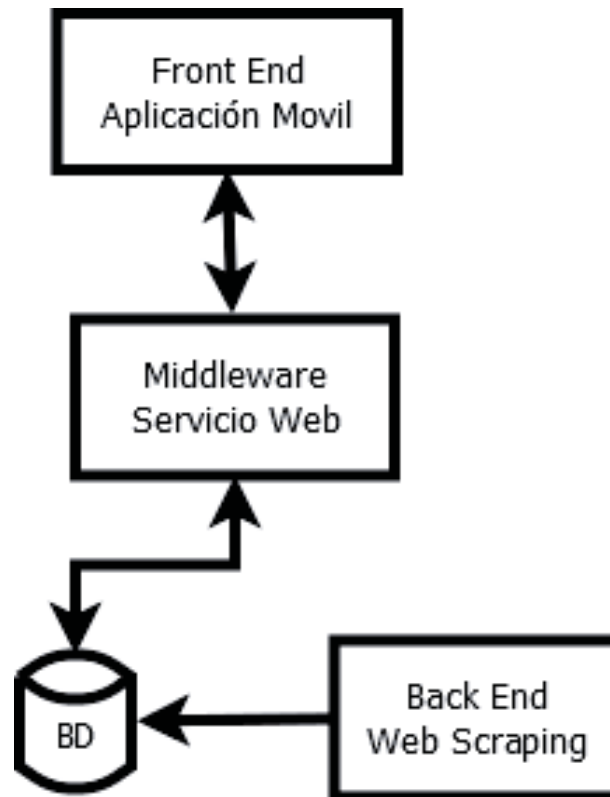 Front End
Aplicación Movil
Middleware
Servicio Web
BD
Back End
Web Scraping